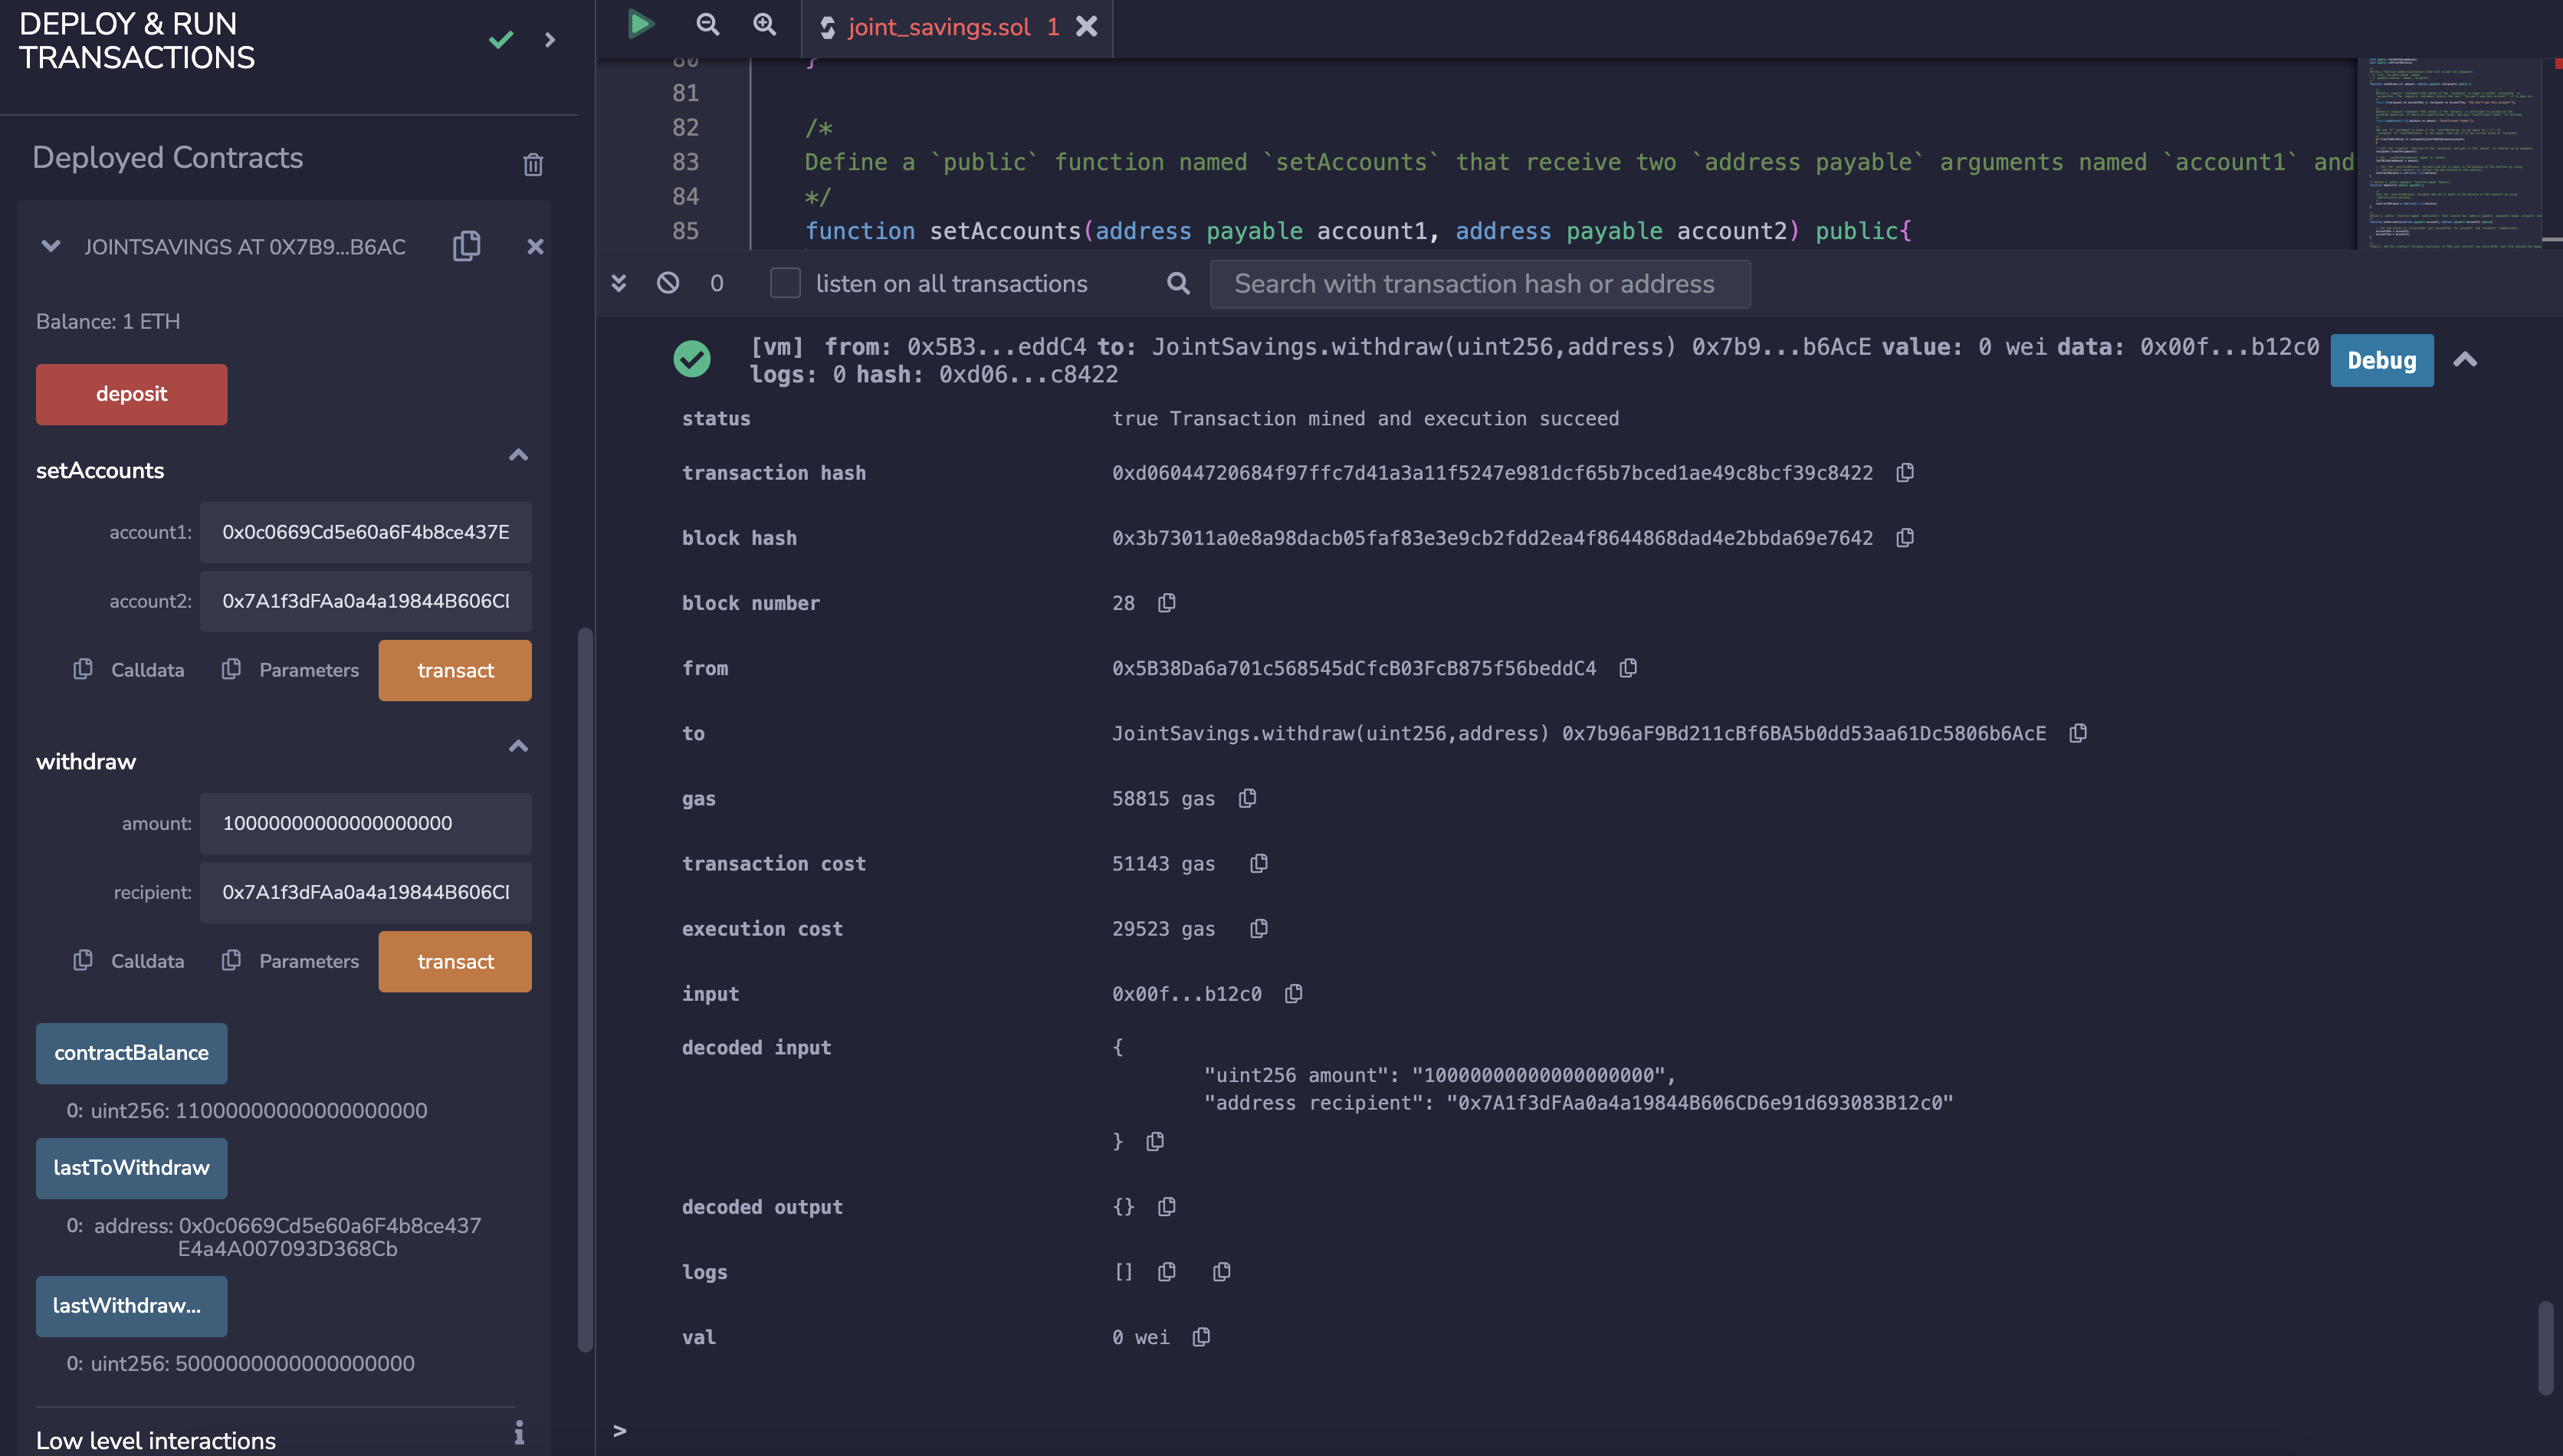 DEPLOY & RUN
TRANSACTIONS
Deployed Contracts
JOINTSAVINGS AT 0X7B9...B6AC
Balance: 1 ETH
deposit
setAccounts
account1: 0x0c0669Cd5e60a6F4b8ce437E
account2: 0x7A1f3dFAa0a4a19844B606CI
Calldata Parameters transact
withdraw
amount: 10000000000000000000
recipient: 0x7A1f3dFAa0a4a19844B606CI
Calldata Parameters transact
contractBalance
0: uint256: 11000000000000000000
lastToWithdraw
0: address: 0x0c0669Cd5e60a6F4b8ce437
E4a4A007093D368Cb
lastWithdraw...
0: uint256: 5000000000000000000
Low level interactions
joint_savings.sol 1
80 }
81
82 /*
83 Define a `public` function named `setAccounts` that receive two `address payable` arguments named `account1` and
84 */
85 function setAccounts(address payable account1, address payable account2) public{
0 listen on all transactions Search with transaction hash or address
[vm] from: 0x5B3...eddC4 to: JointSavings.withdraw(uint256,address) 0x7b9...b6AcE value: 0 wei data: 0x00f...b12c0
logs: 0 hash: 0xd06...c8422
Debug
status true Transaction mined and execution succeed
transaction hash 0xd06044720684f97ffc7d41a3a11f5247e981dcf65b7bced1ae49c8bcf39c8422
block hash 0x3b73011a0e8a98dacb05faf83e3e9cb2fdd2ea4f8644868dad4e2bbda69e7642
block number 28
from 0x5B38Da6a701c568545dCfcB03FcB875f56beddC4
to JointSavings.withdraw(uint256,address) 0x7b96aF9Bd211cBf6BA5b0dd53aa61Dc5806b6AcE
gas 58815 gas
transaction cost 51143 gas
execution cost 29523 gas
input 0x00f...b12c0
decoded input {
"uint256 amount": "10000000000000000000",
"address recipient": "0x7A1f3dFAa0a4a19844B606CD6e91d693083B12c0"
}
decoded output {}
logs []
val 0 wei
>